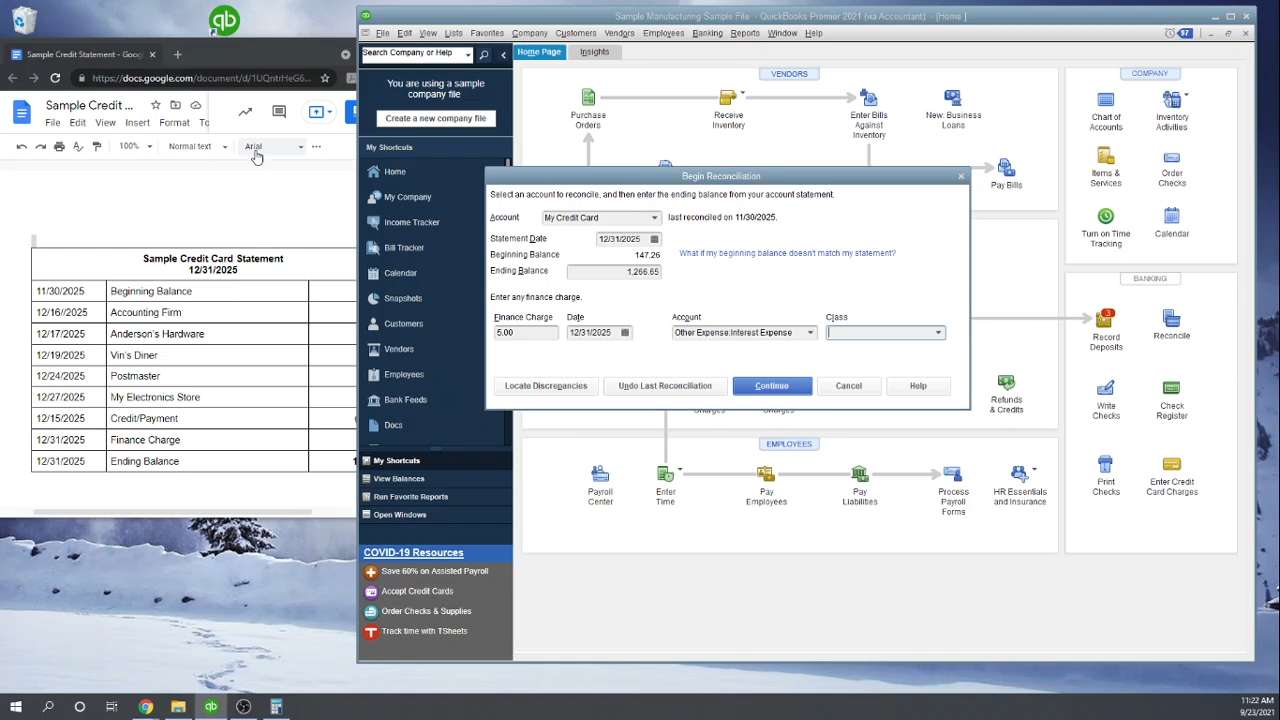 Sample Credit Statement - Goog
https://docs.google.com/document/d/1UQntHeG6...
Sample Credit ...
File Edit View Insert Format To
100% Normal text Arial
Sample Credit Card Statement
12/31/2025
11/30/2025 Beginning Balance
12/16/2025 Accounting Firm
12/17/2025 Anderson's Hardware
12/19/2025 Vi's Diner
12/24/2025 Postmaster
y Electronics Store
12/15/2025 Credit/Payment
12/31/2025 Finance Charge
12/31/2025 Ending Balance
Sample Manufacturing Sample File - QuickBooks Premier 2021 (via Accountant) - [Home ]
File Edit View Lists Favorites Company Customers Vendors Employees Banking Reports Window Help
97
Search Company or Help
Home Page Insights
You are using a sample
company file
Create a new company file
My Shortcuts
Home
My Company
Income Tracker
Bill Tracker
Calendar
Snapshots
Customers
Vendors
Employees
Bank Feeds
Docs
My Shortcuts
View Balances
Run Favorite Reports
Open Windows
COVID-19 Resources
Save 60% on Assisted Payroll
Accept Credit Cards
Order Checks & Supplies
Track time with TSheets
VENDORS
Purchase
Orders
Receive
Inventory
Enter Bills
Against
Inventory
New: Business
Loans
Pay Bills
COMPANY
Chart of
Accounts
Inventory
Activities
Items &
Services
Order
Checks
Turn on Time
Tracking
Calendar
BANKING
3
Record
Deposits
Reconcile
Write
Checks
Check
Register
Print
Checks
Enter Credit
Card Charges
Begin Reconciliation
Select an account to reconcile, and then enter the ending balance from your account statement.
Account My Credit Card last reconciled on 11/30/2025.
Statement Date 12/31/2025
Beginning Balance 147.26
What if my beginning balance doesn't match my statement?
Ending Balance 1,266.65
Enter any finance charge.
Finance Charge Date Account Class
5.00 12/31/2025 Other Expense:Interest Expense
Locate Discrepancies Undo Last Reconciliation Continue Cancel Help
Refunds
& Credits
EMPLOYEES
Payroll
Center
Enter
Time
Pay
Employees
Pay
Liabilities
Process
Payroll
Forms
HR Essentials
and Insurance
11:22 AM
9/23/2021